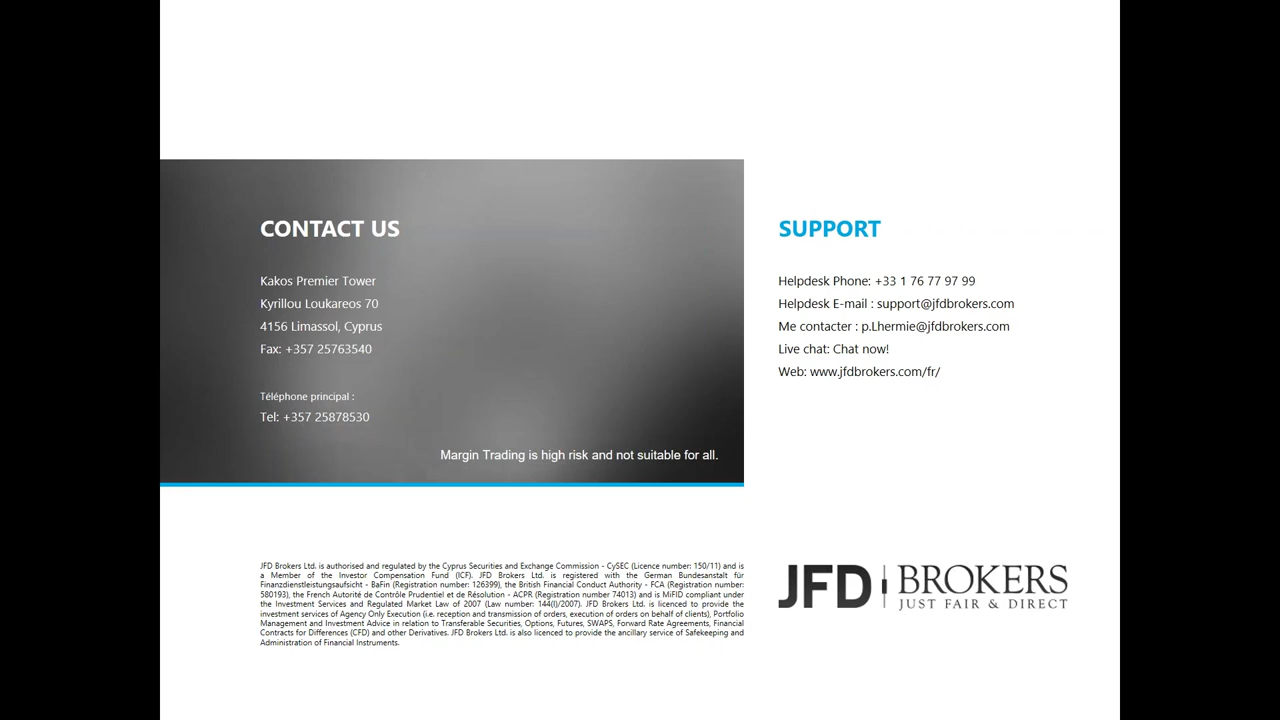 CONTACT US
Kakos Premier Tower
Kyrillou Loukareos 70
4156 Limassol, Cyprus
Fax: +357 25763540
Téléphone principal :
Tel: +357 25878530
Margin Trading is high risk and not suitable for all.
SUPPORT
Helpdesk Phone: +33 1 76 77 97 99
Helpdesk E-mail : support@jfdbrokers.com
Me contacter : p.Lhermie@jfdbrokers.com
Live chat: Chat now!
Web: www.jfdbrokers.com/fr/
JFD Brokers Ltd. is authorised and regulated by the Cyprus Securities and Exchange Commission - CySEC (Licence number: 150/11) and is
a Member of the Investor Compensation Fund (ICF). JFD Brokers Ltd. is registered with the German Bundesanstalt für
Finanzdienstleistungsaufsicht - BaFin (Registration number: 126399), the British Financial Conduct Authority - FCA (Registration number:
580193), the French Autorité de Contrôle Prudentiel et de Résolution - ACPR (Registration number 74013) and is MiFID compliant under
the Investment Services and Regulated Market Law of 2007 (Law number: 144(I)/2007). JFD Brokers Ltd. is licenced to provide the
investment services of Agency Only Execution (i.e. reception and transmission of orders, execution of orders on behalf of clients), Portfolio
Management and Investment Advice in relation to Transferable Securities, Options, Futures, SWAPS, Forward Rate Agreements, Financial
Contracts for Differences (CFD) and other Derivatives. JFD Brokers Ltd. is also licenced to provide the ancillary service of Safekeeping and
Administration of Financial Instruments.
JFD BROKERS
JUST FAIR & DIRECT